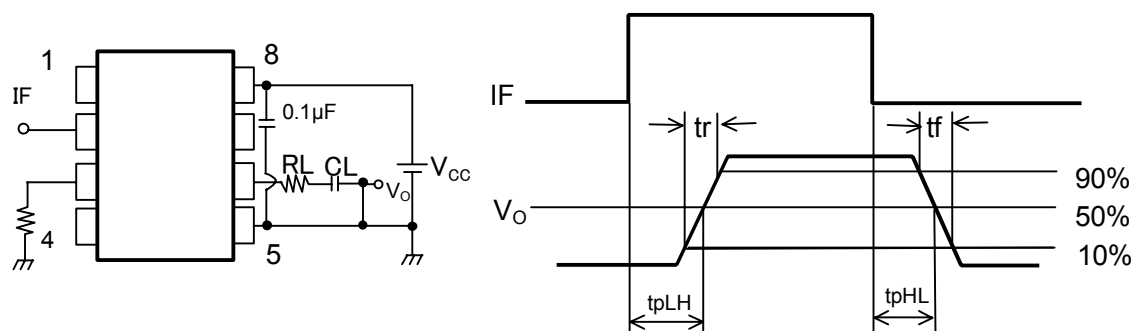 1
8
IF
0.1μF
RL
CL
VO
VCC
4
5
IF
tr
tf
VO
90%
50%
10%
tpLH
tpHL